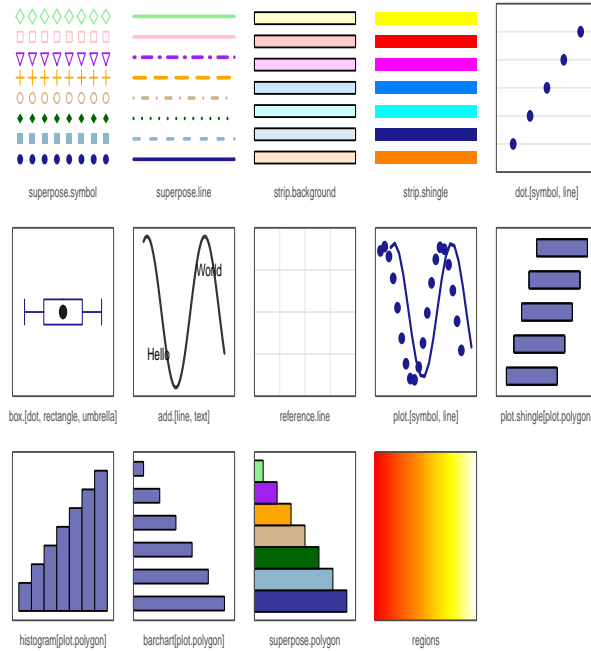 superpose.symbol
superpose.line
strip.background
strip.shingle
dot.[symbol, line]
World
Hello
box.[dot, rectangle, umbrella]
add.[line, text]
reference.line
plot.[symbol, line]
plot.shingle[plot.polygon
histogram[plot.polygon]
barchart[plot.polygon]
superpose.polygon
regions